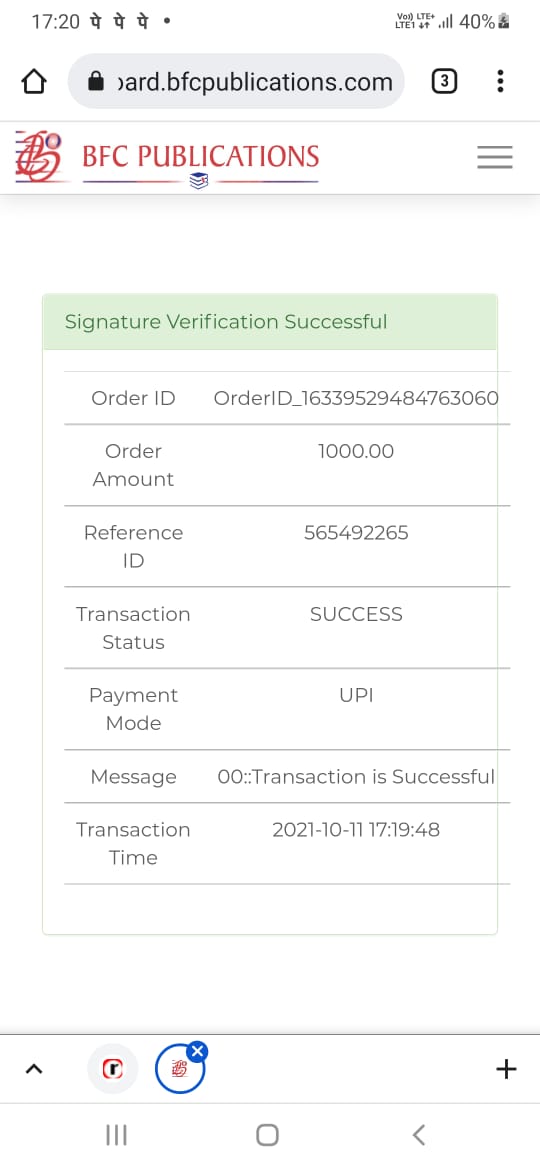 17:20 पे पे पे • Vo)) LTE+ LTE1 40%
ɔard.bfcpublications.com 3
BFC PUBLICATIONS
Signature Verification Successful
Order ID OrderID_16339529484763060
Order Amount 1000.00
Reference ID 565492265
Transaction Status SUCCESS
Payment Mode UPI
Message 00::Transaction is Successful
Transaction Time 2021-10-11 17:19:48
r